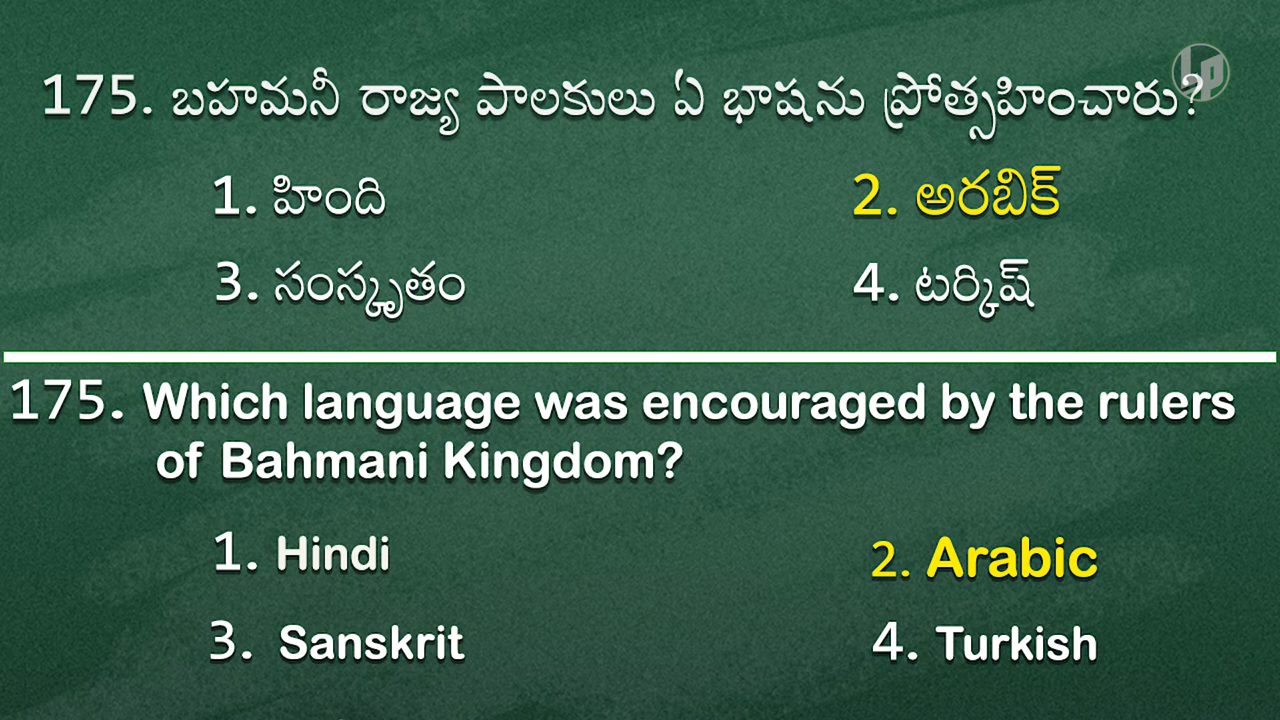 175. బహమనీ రాజ్య పాలకులు ఏ భాషను ప్రోత్సహించారు?
1. హింది 2. అరబిక్
3. సంస్కృతం 4. టర్కిష్
175. Which language was encouraged by the rulers
of Bahmani Kingdom?
1. Hindi 2. Arabic
3. Sanskrit 4. Turkish